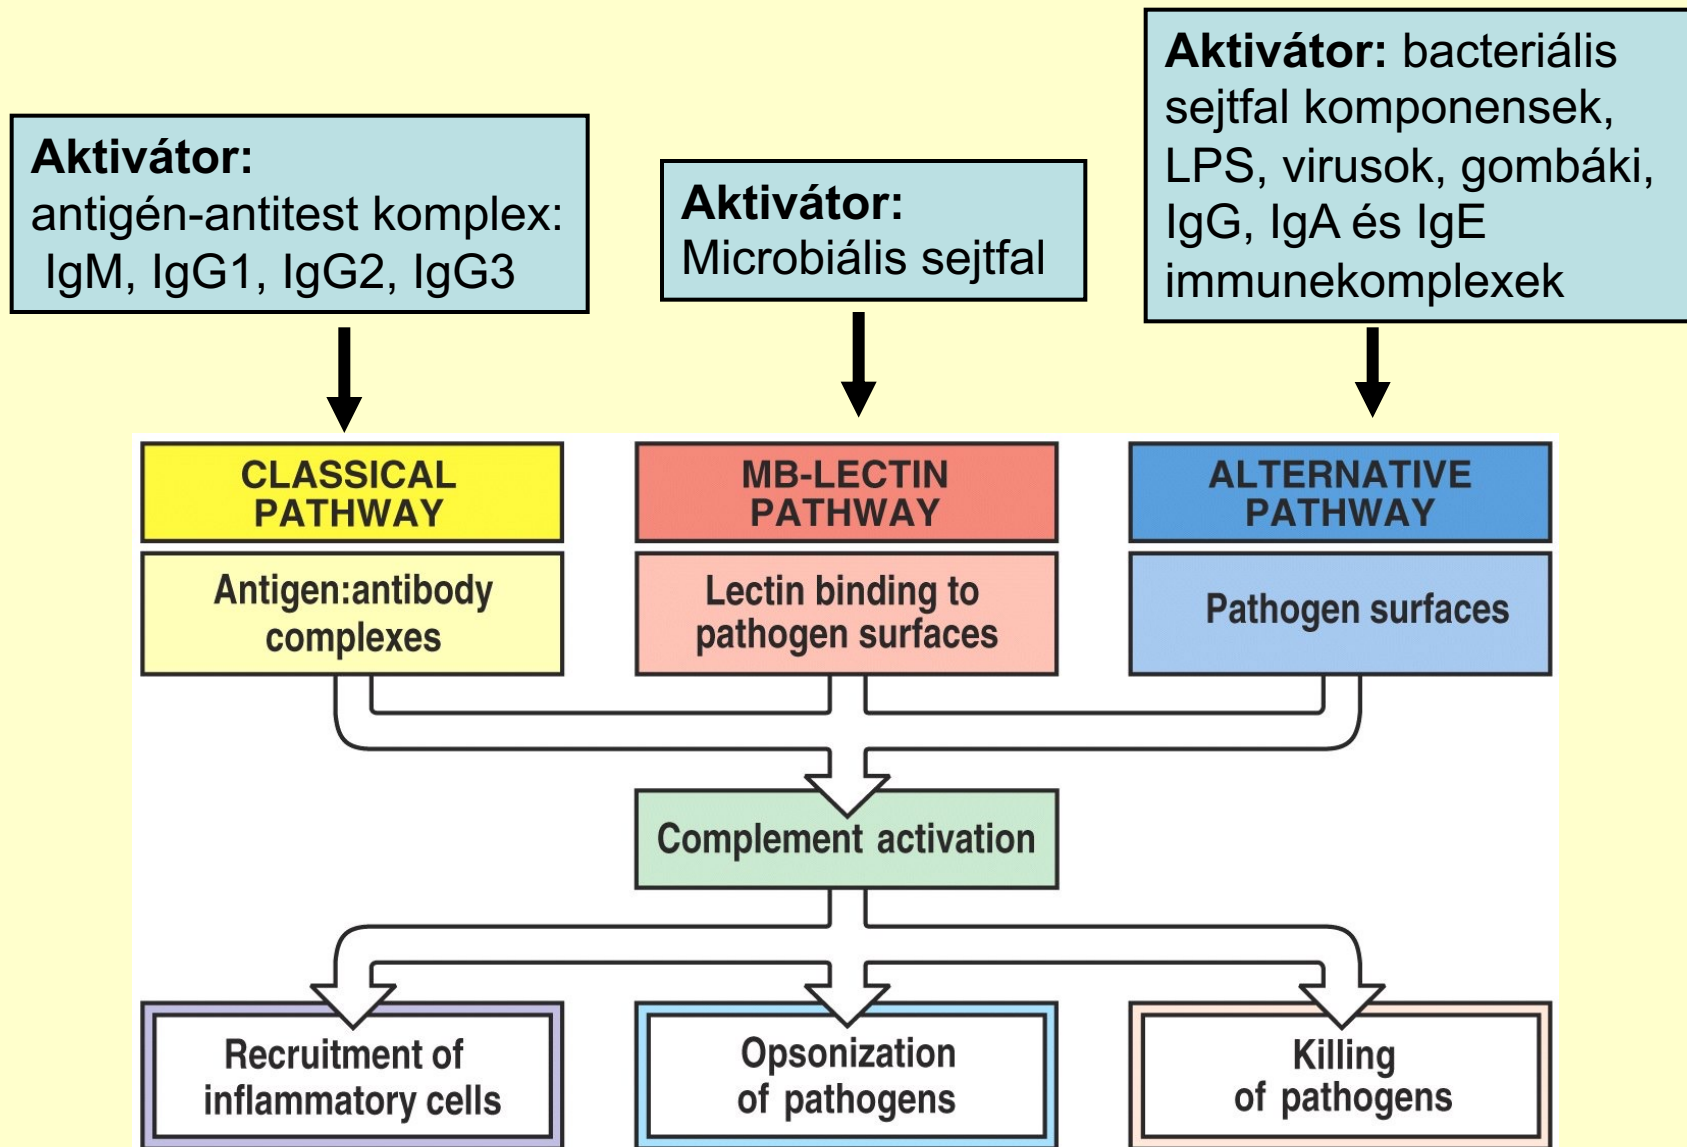 Aktivátor:
antigén-antitest komplex:
IgM, IgG1, IgG2, IgG3
Aktivátor:
Microbiális sejtfal
Aktivátor: bacteriális
sejtfal komponensek,
LPS, virusok, gombáki,
IgG, IgA és IgE
immunekomplexek
CLASSICAL
PATHWAY
MB-LECTIN
PATHWAY
ALTERNATIVE
PATHWAY
Antigen:antibody
complexes
Lectin binding to
pathogen surfaces
Pathogen surfaces
Complement activation
Recruitment of
inflammatory cells
Opsonization
of pathogens
Killing
of pathogens